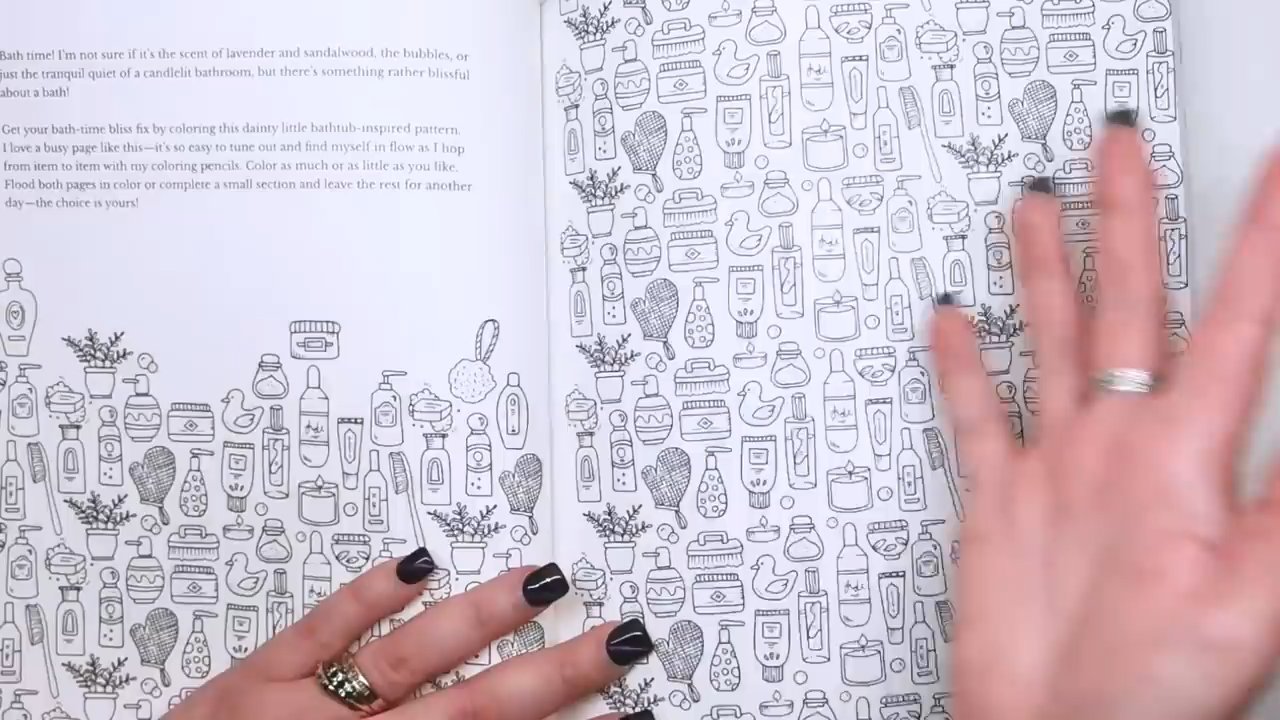 Bath time! I'm not sure if it's the scent of lavender and sandalwood, the bubbles, or
just the tranquil quiet of a candlelit bathroom, but there's something rather blissful
about a bath!
Get your bath-time bliss fix by coloring this dainty little bathtub-inspired pattern.
I love a busy page like this—it's so easy to tune out and find myself in flow as I hop
from item to item with my coloring pencils. Color as much or as little as you like.
Flood both pages in color or complete a small section and leave the rest for another
day—the choice is yours!